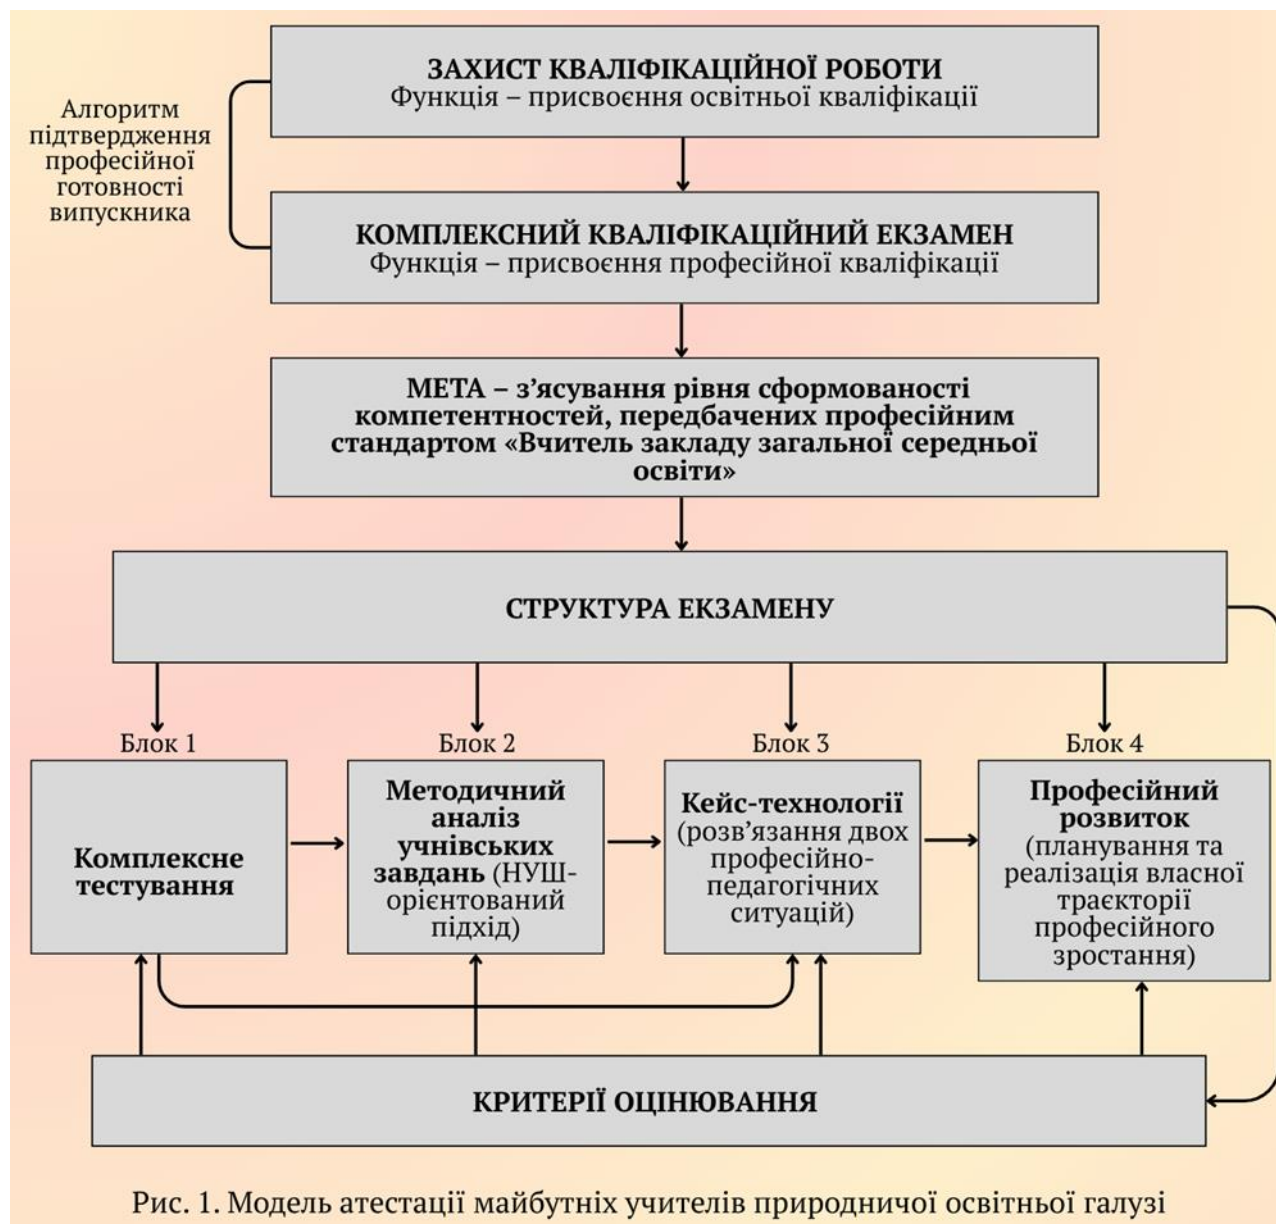 ЗАХИСТ КВАЛІФІКАЦІЙНОЇ РОБОТИ
Функція – присвоєння освітньої кваліфікації
Алгоритм
підтвердження
професійної
готовності
випускника
КОМПЛЕКСНИЙ КВАЛІФІКАЦІЙНИЙ ЕКЗАМЕН
Функція – присвоєння професійної кваліфікації
МЕТА – з’ясування рівня сформованості
компетентностей, передбачених професійним
стандартом «Вчитель закладу загальної середньої
освіти»
СТРУКТУРА ЕКЗАМЕНУ
Блок 1
Комплексне
тестування
Блок 2
Методичний
аналіз
учнівських
завдань (НУШ-
орієнтований
підхід)
Блок 3
Кейс-технології
(розв’язання двох
професійно-
педагогічних
ситуацій)
Блок 4
Професійний
розвиток
(планування та
реалізація власної
траєкторії
професійного
зростання)
КРИТЕРІЇ ОЦІНЮВАННЯ
Рис. 1. Модель атестації майбутніх учителів природничої освітньої галузі